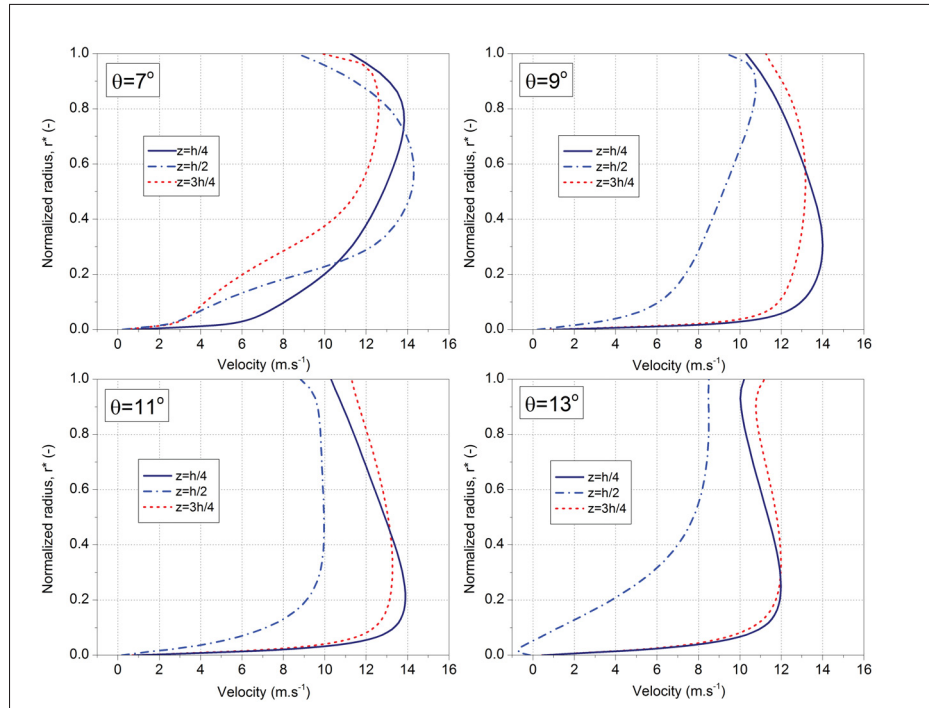 θ=7°
z=h/4
z=h/2
z=3h/4
Normalized radius, r* (-)
1.0
0.8
0.6
0.4
0.2
0.0
0 2 4 6 8 10 12 14 16
Velocity (m.s-1)
θ=9°
z=h/4
z=h/2
z=3h/4
Normalized radius, r* (-)
1.0
0.8
0.6
0.4
0.2
0.0
0 2 4 6 8 10 12 14 16
Velocity (m.s-1)
θ=11°
z=h/4
z=h/2
z=3h/4
Normalized radius, r* (-)
1.0
0.8
0.6
0.4
0.2
0.0
0 2 4 6 8 10 12 14 16
Velocity (m.s-1)
θ=13°
z=h/4
z=h/2
z=3h/4
Normalized radius, r* (-)
1.0
0.8
0.6
0.4
0.2
0.0
0 2 4 6 8 10 12 14 16
Velocity (m.s-1)